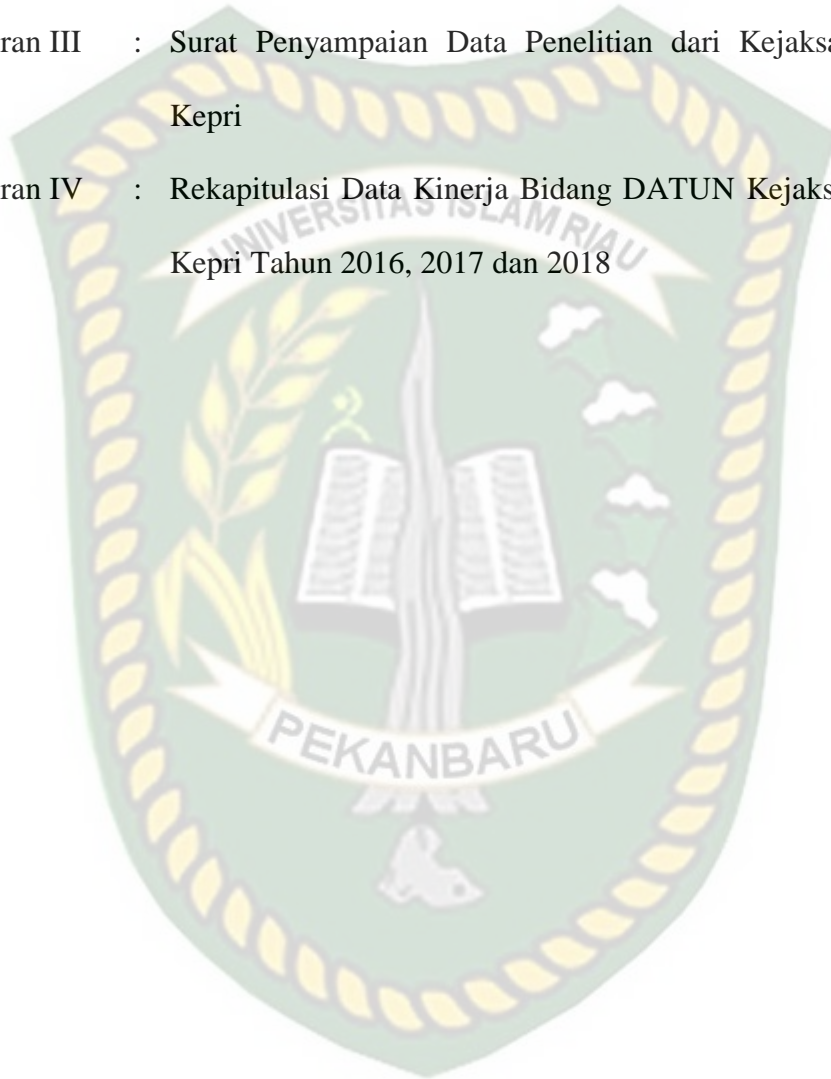 ran III : Surat Penyampaian Data Penelitian dari Kejaksa
Kepri
ran IV : Rekapitulasi Data Kinerja Bidang DATUN Kejaks
Kepri Tahun 2016, 2017 dan 2018
UNIVERSITAS ISLAM RIAU
PEKANBARU